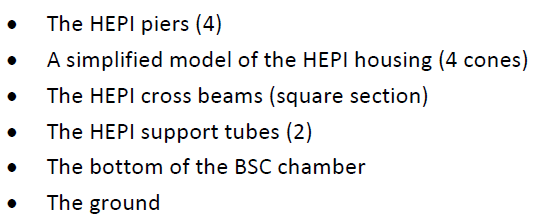 • The HEPI piers (4)
• A simplified model of the HEPI housing (4 cones)
• The HEPI cross beams (square section)
• The HEPI support tubes (2)
• The bottom of the BSC chamber
• The ground